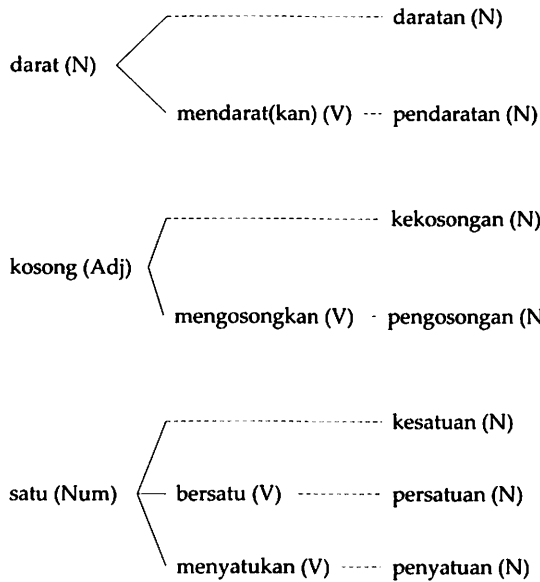 daratan (N)
darat (N)
mendarat(kan) (V) --- pendaratan (N)
kekosongan (N)
kosong (Adj)
mengosongkan (V) - pengosongan (N
kesatuan (N)
satu (Num) bersatu (V) persatuan (N)
menyatukan (V) penyatuan (N)